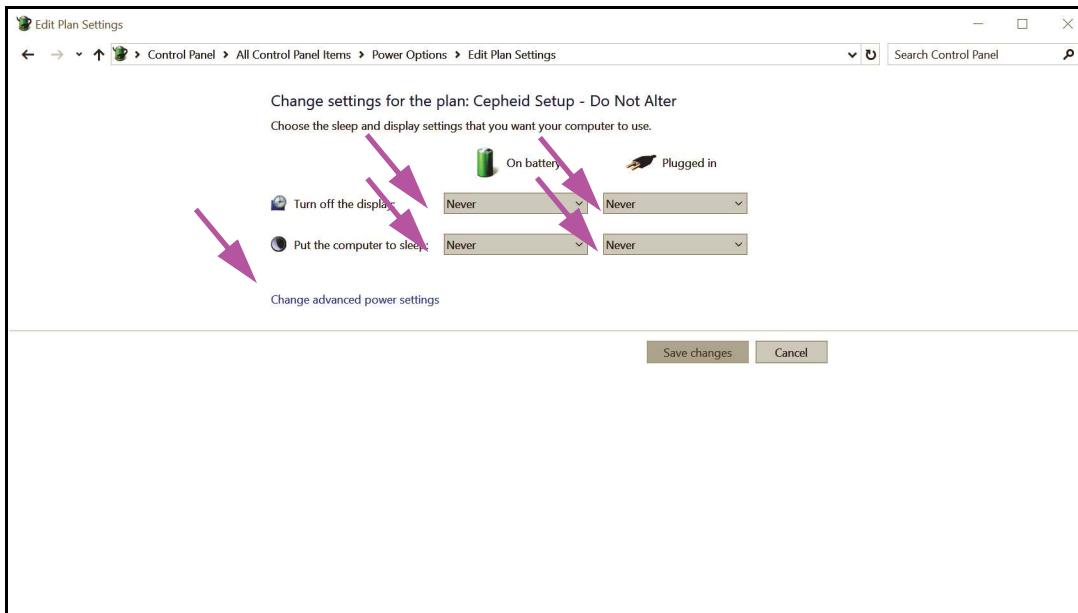 Edit Plan Settings
Control Panel > All Control Panel Items > Power Options > Edit Plan Settings
Search Control Panel
Change settings for the plan: Cepheid Setup - Do Not Alter
Choose the sleep and display settings that you want your computer to use.
On battery
Plugged in
Turn off the display: Never Never
Put the computer to sleep: Never Never
Change advanced power settings
Save changes Cancel